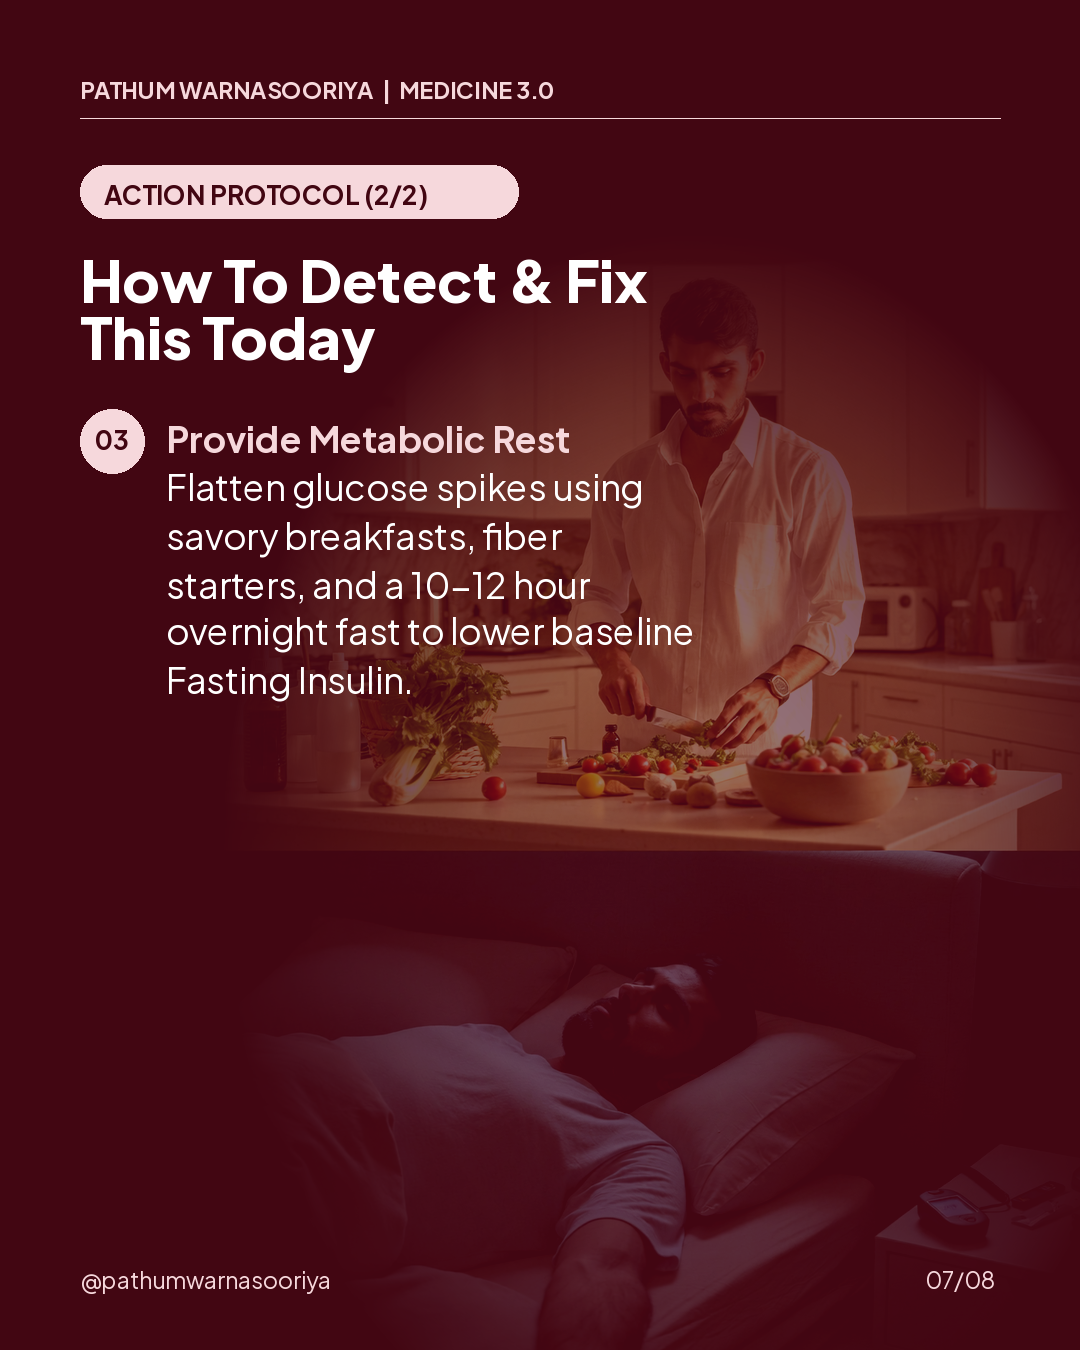 PATHUM WARNASOORIYA | MEDICINE 3.0
ACTION PROTOCOL (2/2)
How To Detect & Fix
This Today
03 Provide Metabolic Rest
Flatten glucose spikes using
savory breakfasts, fiber
starters, and a 10–12 hour
overnight fast to lower baseline
Fasting Insulin.
@pathumwarnasooriya 07/08